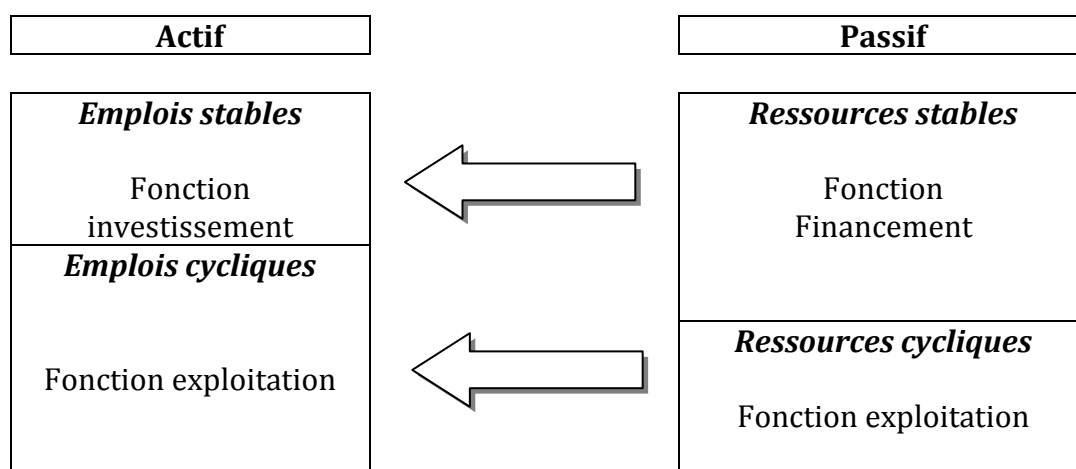 Actif
Passif
Emplois stables
Fonction
investissement
Ressources stables
Fonction
Financement
Emplois cycliques
Fonction exploitation
Ressources cycliques
Fonction exploitation